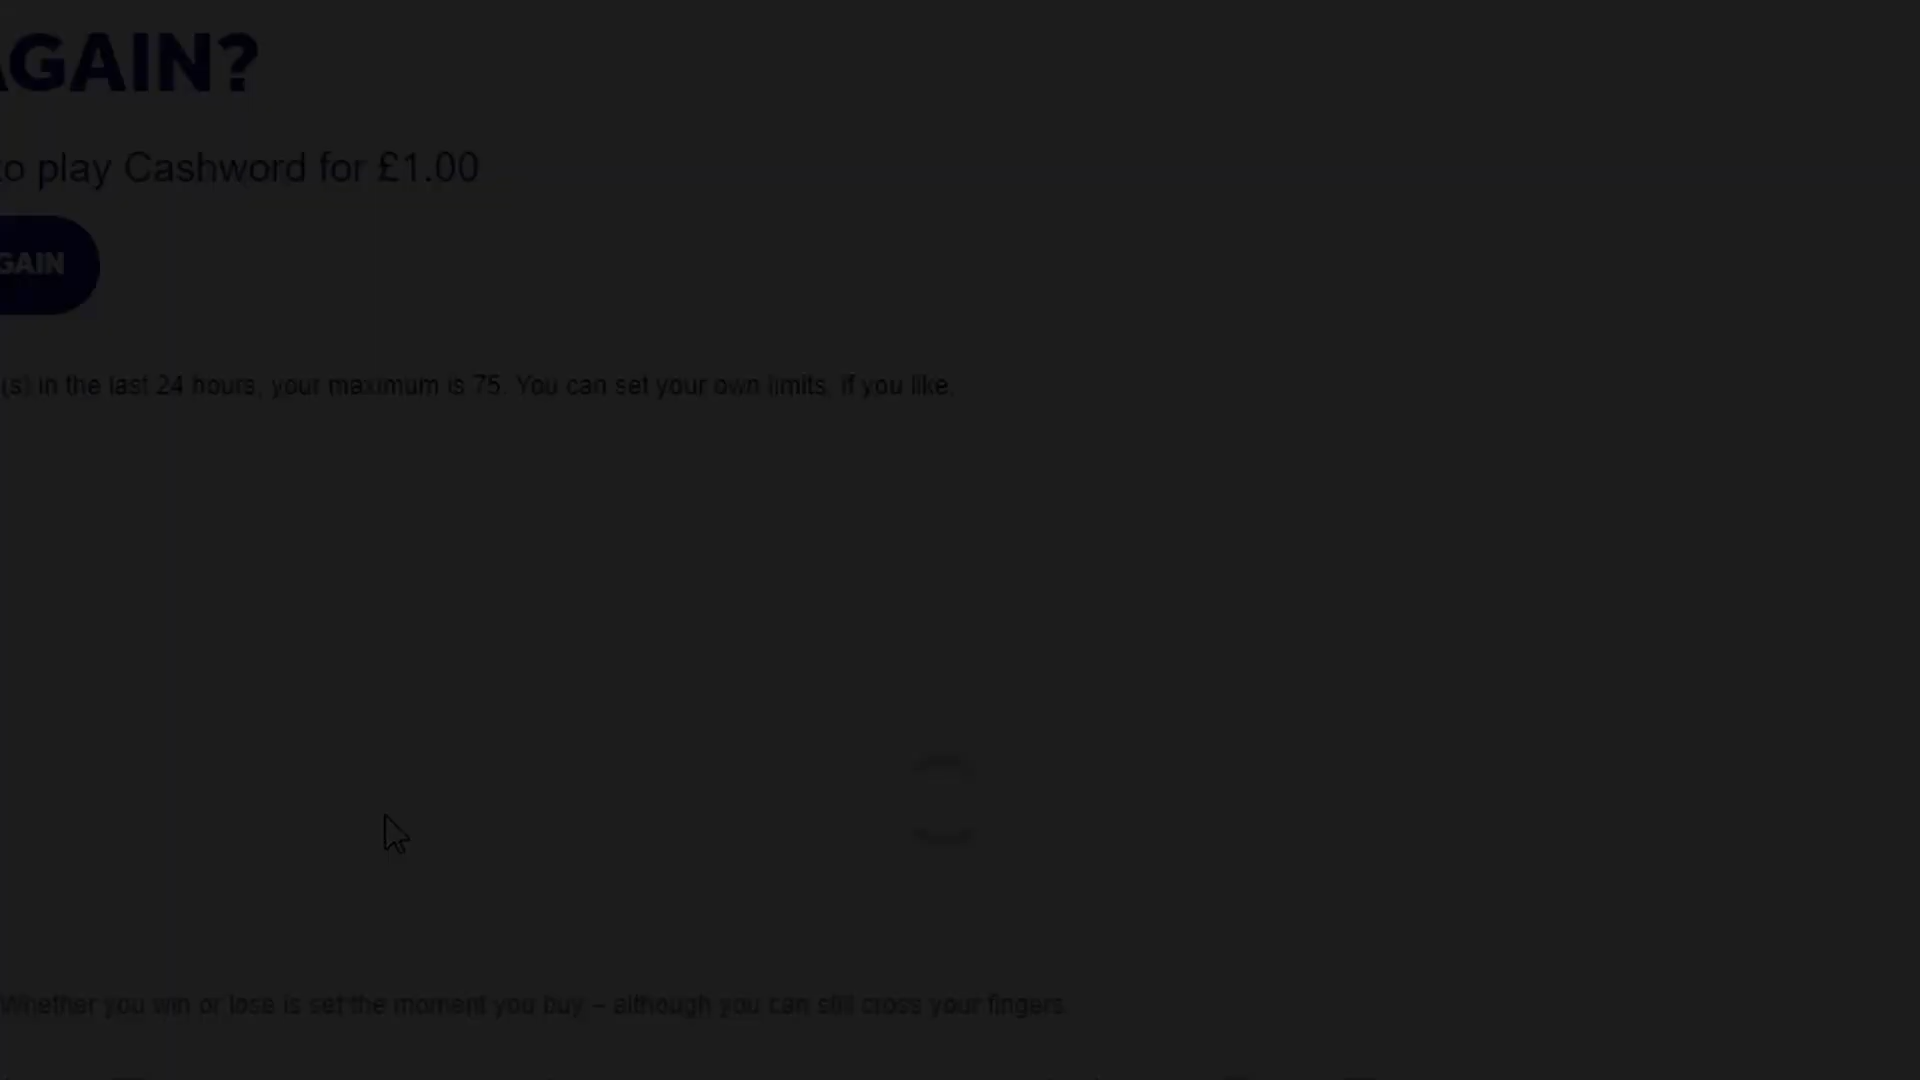 AGAIN?
to play Cashword for £1.00
GAIN
(s) in the last 24 hours, your maximum is 75. You can set your own limits, if you like.
Whether you win or lose is set the moment you buy – although you can still cross your fingers.